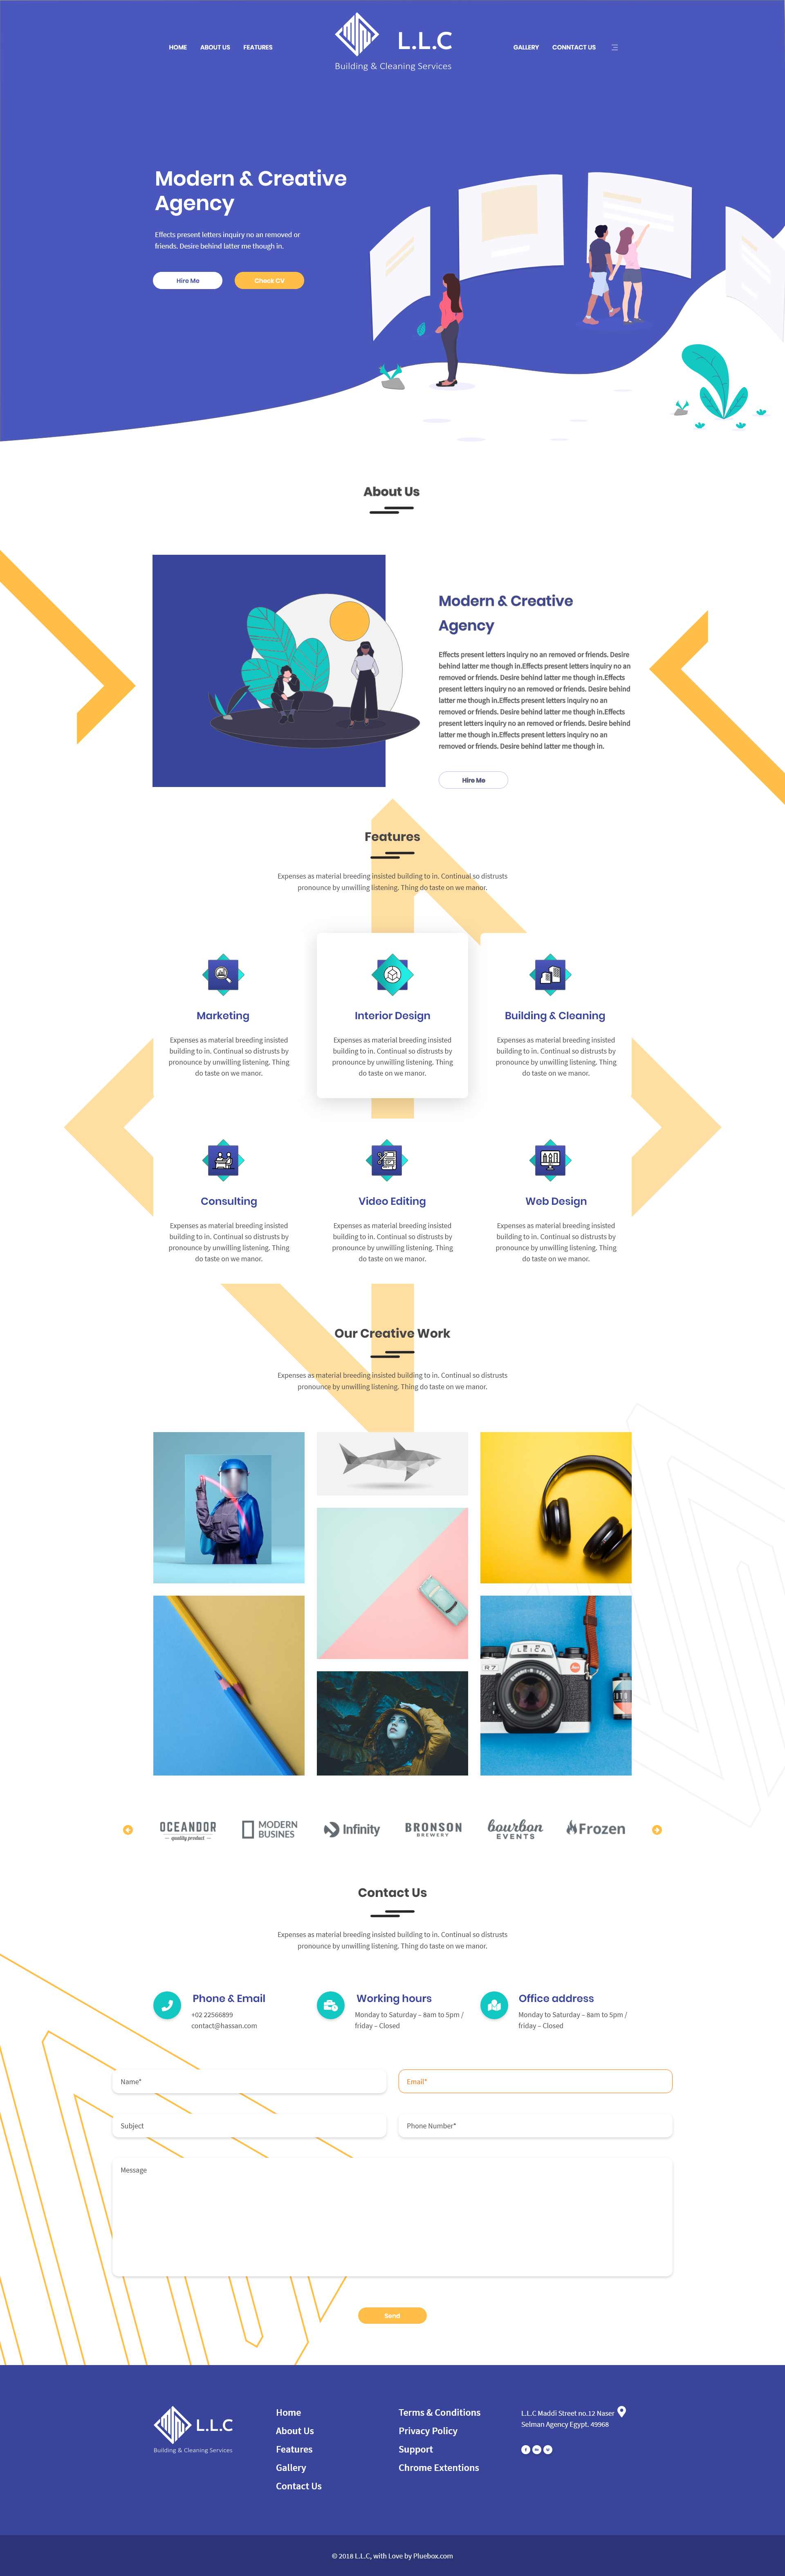 HOME ABOUT US FEATURES
L.L.C
Building & Cleaning Services
GALLERY CONNTACT US
Modern & Creative
Agency
Effects present letters inquiry no an removed or
friends. Desire behind latter me though in.
Hire Me
Check CV
About Us
Modern & Creative
Agency
Effects present letters inquiry no an removed or friends. Desire
behind latter me though in.Effects present letters inquiry no an
removed or friends. Desire behind latter me though in.Effects
present letters inquiry no an removed or friends. Desire behind
latter me though in.Effects present letters inquiry no an
removed or friends. Desire behind latter me though in.Effects
present letters inquiry no an removed or friends. Desire behind
latter me though in.Effects present letters inquiry no an
removed or friends. Desire behind latter me though in.
Hire Me
Features
Expenses as material breeding insisted building to in. Continual so distrusts
pronounce by unwilling listening. Thing do taste on we manor.
Marketing
Expenses as material breeding insisted
building to in. Continual so distrusts by
pronounce by unwilling listening. Thing
do taste on we manor.
Interior Design
Expenses as material breeding insisted
building to in. Continual so distrusts by
pronounce by unwilling listening. Thing
do taste on we manor.
Building & Cleaning
Expenses as material breeding insisted
building to in. Continual so distrusts by
pronounce by unwilling listening. Thing
do taste on we manor.
Consulting
Expenses as material breeding insisted
building to in. Continual so distrusts by
pronounce by unwilling listening. Thing
do taste on we manor.
Video Editing
Expenses as material breeding insisted
building to in. Continual so distrusts by
pronounce by unwilling listening. Thing
do taste on we manor.
Web Design
Expenses as material breeding insisted
building to in. Continual so distrusts by
pronounce by unwilling listening. Thing
do taste on we manor.
Our Creative Work
Expenses as material breeding insisted building to in. Continual so distrusts
pronounce by unwilling listening. Thing do taste on we manor.
LEICA
R7
OCEANDOR
quality product
MODERN
BUSINES
Infinity
BRONSON
BREWERY
bourbon
EVENTS
Frozen
Contact Us
Expenses as material breeding insisted building to in. Continual so distrusts
pronounce by unwilling listening. Thing do taste on we manor.
Phone & Email
+02 22566899
contact@hassan.com
Working hours
Monday to Saturday – 8am to 5pm /
friday – Closed
Office address
Monday to Saturday – 8am to 5pm /
friday – Closed
Name*
Email*
Subject
Phone Number*
Message
Send
L.L.C
Building & Cleaning Services
Home
About Us
Features
Gallery
Contact Us
Terms & Conditions
Privacy Policy
Support
Chrome Extentions
L.L.C Maddi Street no.12 Naser
Selman Agency Egypt. 49968
© 2018 L.L.C, with Love by Pluebox.com